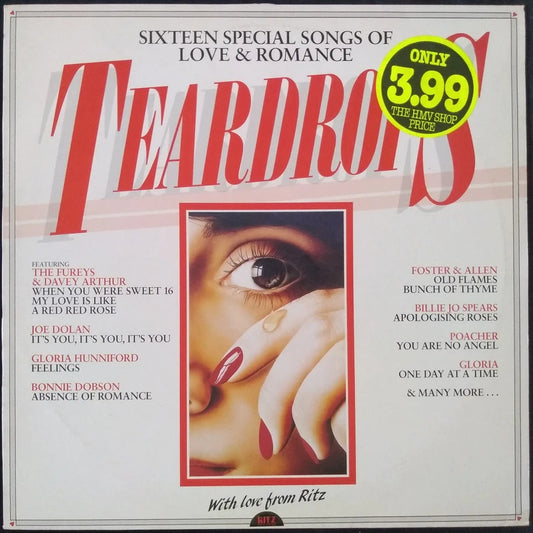 SIXTEEN SPECIAL SONGS OF
LOVE & ROMANCE
TEARDROPS
ONLY
3.99
THE HMV SHOP
PRICE
FEATURING
THE FUREYS
& DAVEY ARTHUR
WHEN YOU WERE SWEET 16
MY LOVE IS LIKE
A RED RED ROSE
JOE DOLAN
IT'S YOU, IT'S YOU, IT'S YOU
GLORIA HUNNIFORD
FEELINGS
BONNIE DOBSON
ABSENCE OF ROMANCE
FOSTER & ALLEN
OLD FLAMES
BUNCH OF THYME
BILLIE JO SPEARS
APOLOGISING ROSES
POACHER
YOU ARE NO ANGEL
GLORIA
ONE DAY AT A TIME
& MANY MORE . . .
With love from Ritz
RITZ